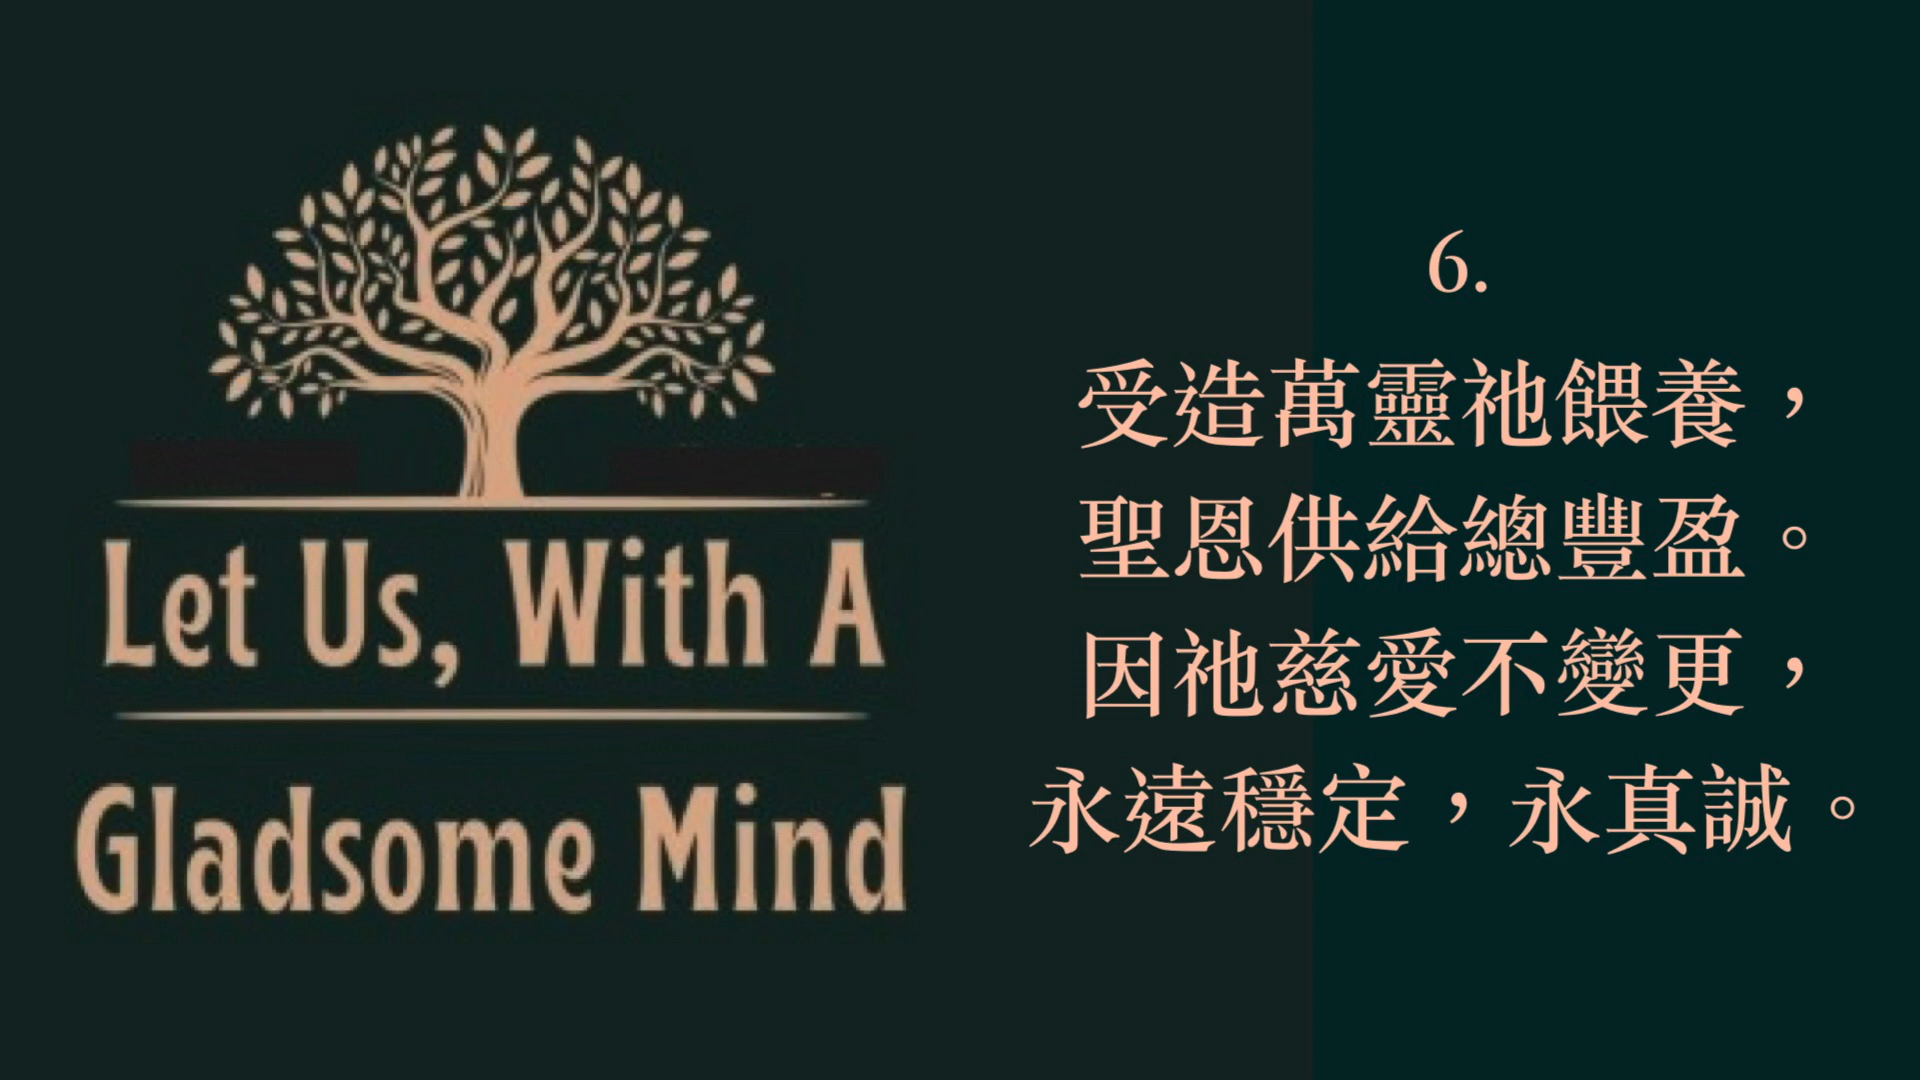 Let Us, With A
Gladsome Mind
6.
受造萬靈祂餵養，
聖恩供給總豐盈。
因祂慈愛不變更，
永遠穩定，永真誠。